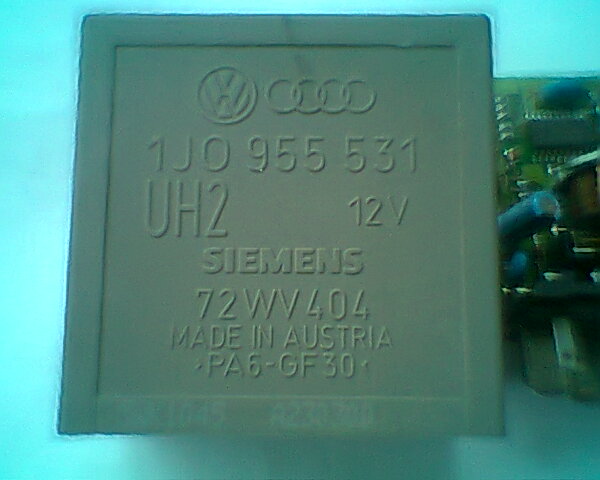 1J0 955 531
UH2 12V
SIEMENS
72WV404
MADE IN AUSTRIA
·PA6-GF30·